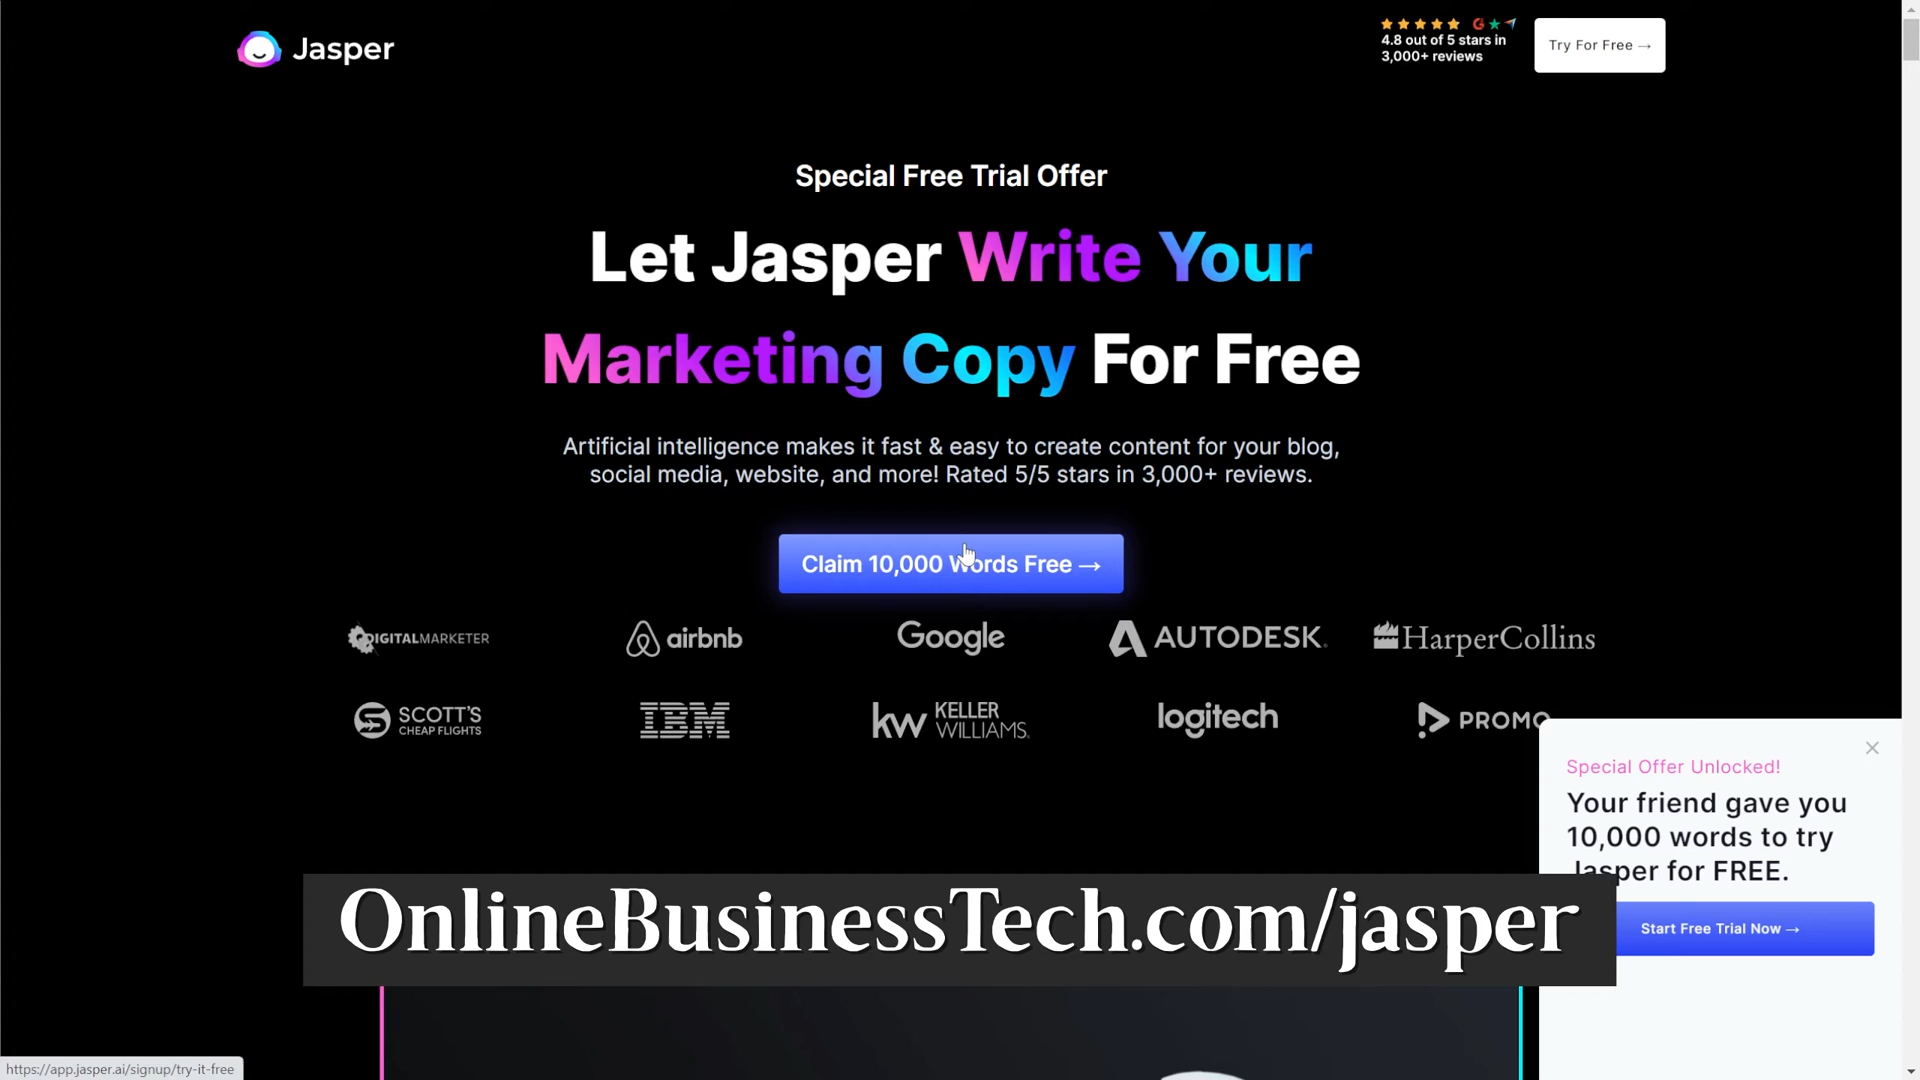 Jasper
4.8 out of 5 stars in
3,000+ reviews
Try For Free →
Special Free Trial Offer
Let Jasper Write Your
Marketing Copy For Free
Artificial intelligence makes it fast & easy to create content for your blog,
social media, website, and more! Rated 5/5 stars in 3,000+ reviews.
Claim 10,000 Words Free →
DIGITALMARKETER
airbnb
Google
AUTODESK.
HarperCollins
SCOTT'S
CHEAP FLIGHTS
IBM
kw KELLER
WILLIAMS.
logitech
PROMO
Special Offer Unlocked!
Your friend gave you
10,000 words to try
Jasper for FREE.
Start Free Trial Now →
OnlineBusinessTech.com/jasper
https://app.jasper.ai/signup/try-it-free